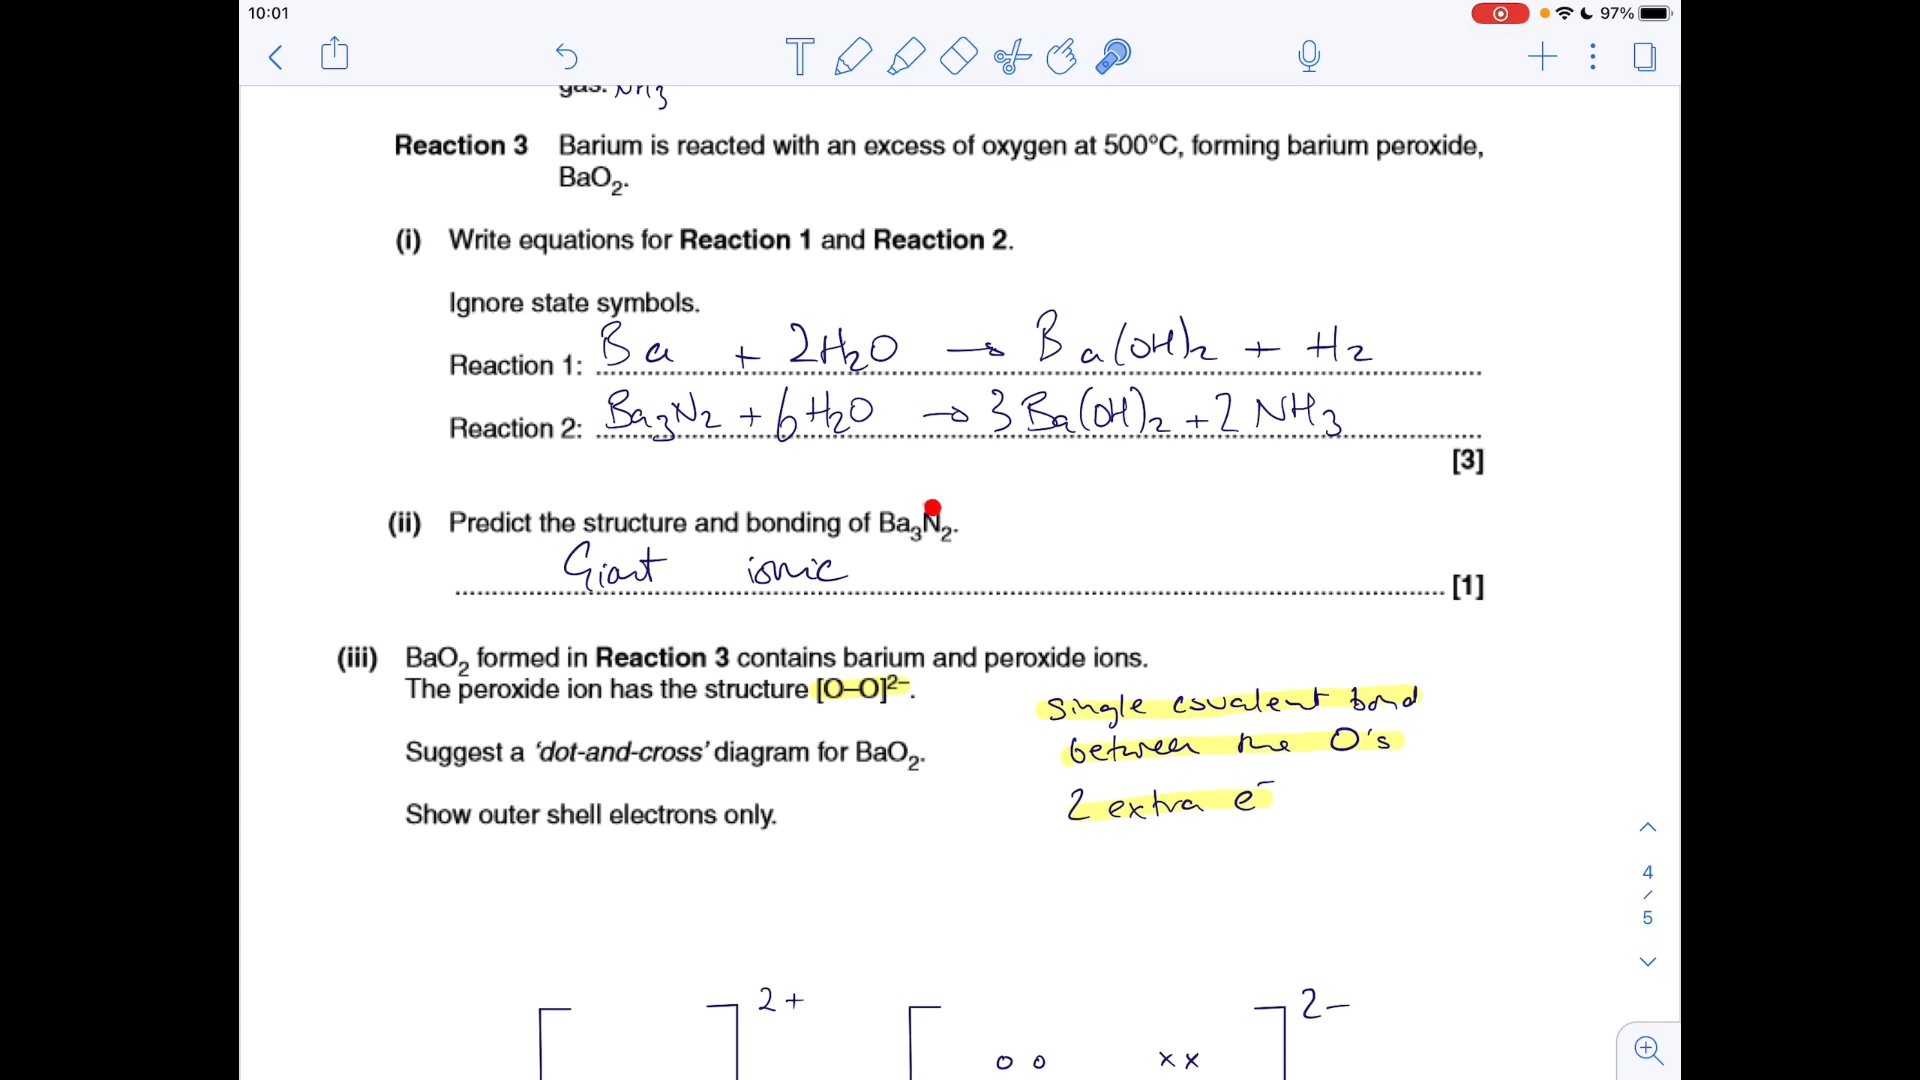 10:01
97%
T
gas. NH3
Reaction 3 Barium is reacted with an excess of oxygen at 500°C, forming barium peroxide,
BaO₂.
(i) Write equations for Reaction 1 and Reaction 2.
Ignore state symbols.
Reaction 1: Ba + 2H₂O → Ba(OH)₂ + H₂
Reaction 2: Ba₃N₂ + 6H₂O → 3Ba(OH)₂ + 2NH₃
[3]
(ii) Predict the structure and bonding of Ba₃N₂.
Giant ionic
[1]
(iii) BaO₂ formed in Reaction 3 contains barium and peroxide ions.
The peroxide ion has the structure [O–O]²⁻.
single covalent bond
Suggest a ‘dot-and-cross’ diagram for BaO₂.
between the O's
Show outer shell electrons only.
2 extra e⁻
4
/
5
2+
2−